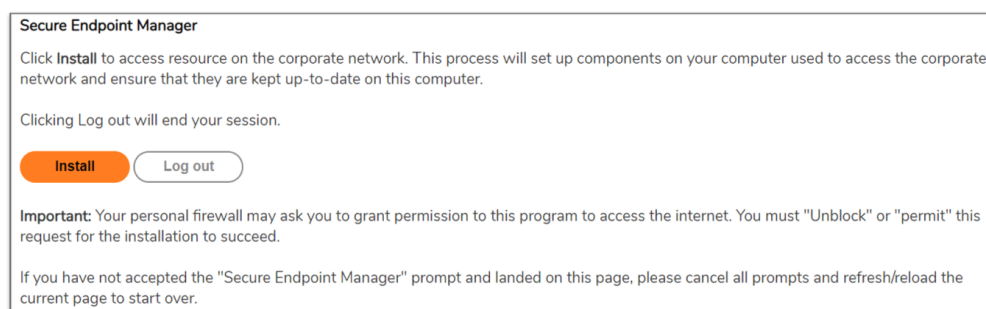 Secure Endpoint Manager
Click Install to access resource on the corporate network. This process will set up components on your computer used to access the corporate
network and ensure that they are kept up-to-date on this computer.
Clicking Log out will end your session.
Install Log out
Important: Your personal firewall may ask you to grant permission to this program to access the internet. You must "Unblock" or "permit" this
request for the installation to succeed.
If you have not accepted the "Secure Endpoint Manager" prompt and landed on this page, please cancel all prompts and refresh/reload the
current page to start over.